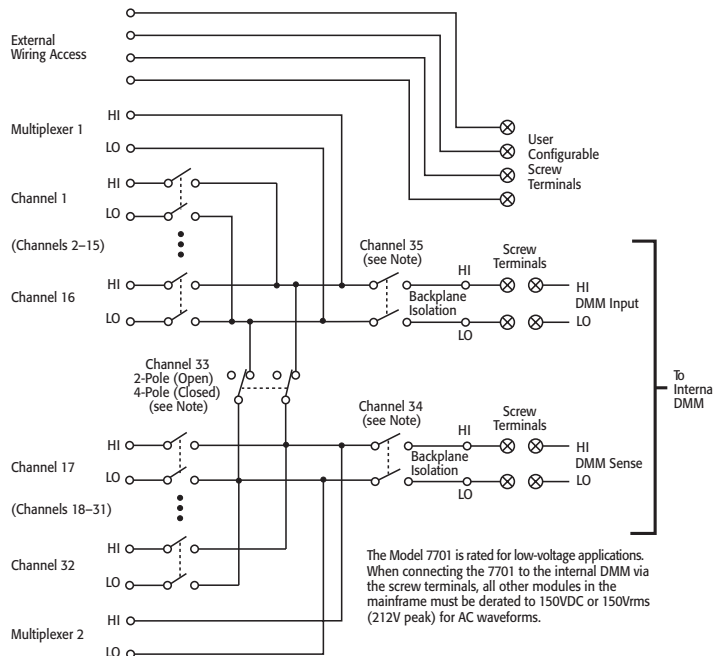 External
Wiring Access
Multiplexer 1
HI
LO
Channel 1
HI
LO
(Channels 2–15)
Channel 16
HI
LO
User
Configurable
Screw
Terminals
Channel 35
(see Note)
Backplane
Isolation
HI
LO
Screw
Terminals
HI
DMM Input
LO
Channel 33
2-Pole (Open)
4-Pole (Closed)
(see Note)
To
Interna
DMM
Channel 17
HI
LO
(Channels 18–31)
Channel 32
HI
LO
Channel 34
(see Note)
Backplane
Isolation
HI
LO
Screw
Terminals
HI
DMM Sense
LO
Multiplexer 2
HI
LO
The Model 7701 is rated for low-voltage applications.
When connecting the 7701 to the internal DMM via
the screw terminals, all other modules in the
mainframe must be derated to 150VDC or 150Vrms
(212V peak) for AC waveforms.